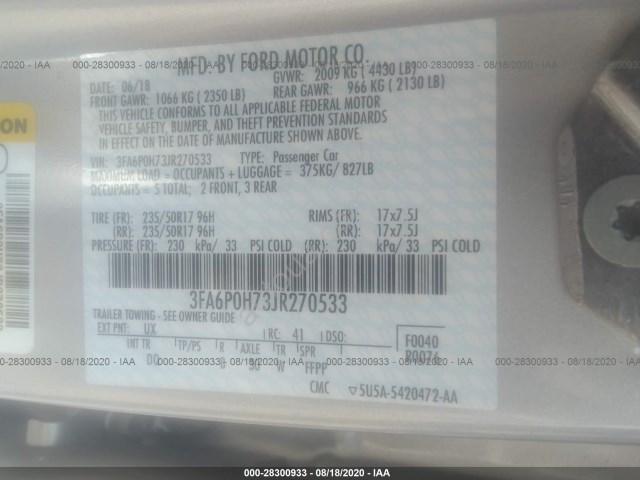 000-28300933 - 08/18/2020 - IAA
MFD. BY FORD MOTOR CO.
DATE: 06/18 GVWR: 2009 KG ( 4430 LB)
FRONT GAWR: 1066 KG ( 2350 LB) REAR GAWR: 966 KG ( 2130 LB)
THIS VEHICLE CONFORMS TO ALL APPLICABLE FEDERAL MOTOR
VEHICLE SAFETY, BUMPER, AND THEFT PREVENTION STANDARDS
IN EFFECT ON THE DATE OF MANUFACTURE SHOWN ABOVE.
VIN: 3FA6P0H73JR270533 TYPE: Passenger Car
MAXIMUM LOAD = OCCUPANTS + LUGGAGE = 375KG/ 827LB
OCCUPANTS = 5 TOTAL; 2 FRONT, 3 REAR
TIRE (FR): 235/50R17 96H RIMS (FR): 17x7.5J
(RR): 235/50R17 96H (RR): 17x7.5J
PRESSURE (FR): 230 kPa/ 33 PSI COLD (RR): 230 kPa/ 33 PSI COLD
3FA6P0H73JR270533
TRAILER TOWING - SEE OWNER GUIDE
EXT PNT: UX RC: 41 DSO: F0040
INT TR TP/PS R AXLE TR SPR R0076
W FFPP
CMC 5U5A-5420472-AA
000-28300933 - 08/18/2020 - IAA